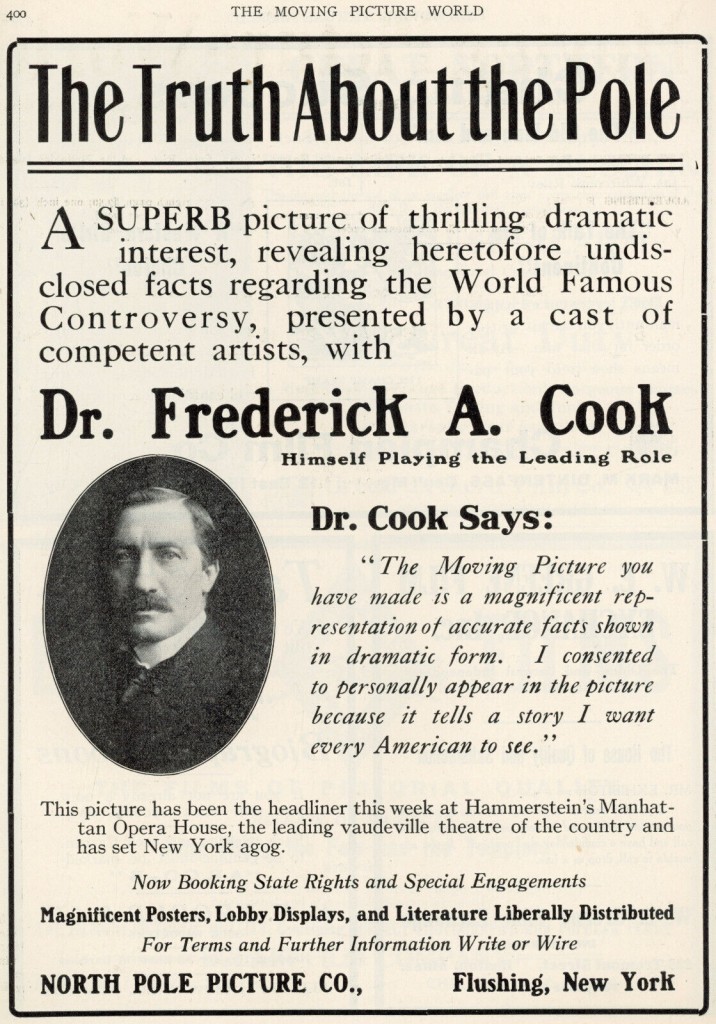 400
THE MOVING PICTURE WORLD
The Truth About the Pole
A SUPERB picture of thrilling dramatic
interest, revealing heretofore undis-
closed facts regarding the World Famous
Controversy, presented by a cast of
competent artists, with
Dr. Frederick A. Cook
Himself Playing the Leading Role
Dr. Cook Says:
"The Moving Picture you
have made is a magnificent rep-
resentation of accurate facts shown
in dramatic form. I consented
to personally appear in the picture
because it tells a story I want
every American to see."
This picture has been the headliner this week at Hammerstein's Manhat-
tan Opera House, the leading vaudeville theatre of the country and
has set New York agog.
Now Booking State Rights and Special Engagements
Magnificent Posters, Lobby Displays, and Literature Liberally Distributed
For Terms and Further Information Write or Wire
NORTH POLE PICTURE CO., Flushing, New York